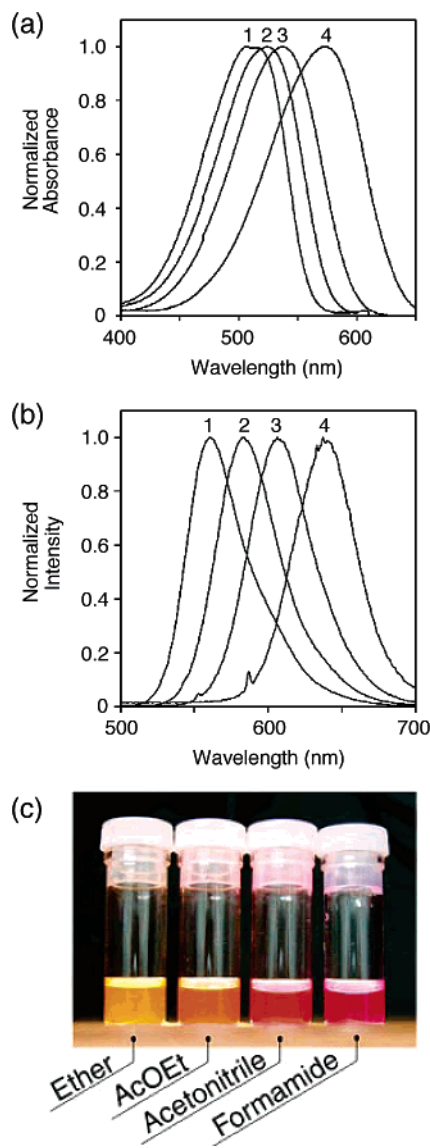 (a)
1 2 3 4
1.0
0.8
0.6
0.4
0.2
0
Normalized
Absorbance
400 500 600
Wavelength (nm)
(b)
1 2 3 4
1.0
0.8
0.6
0.4
0.2
0
Normalized
Intensity
500 600 700
Wavelength (nm)
(c)
Ether
AcOEt
Acetonitrile
Formamide